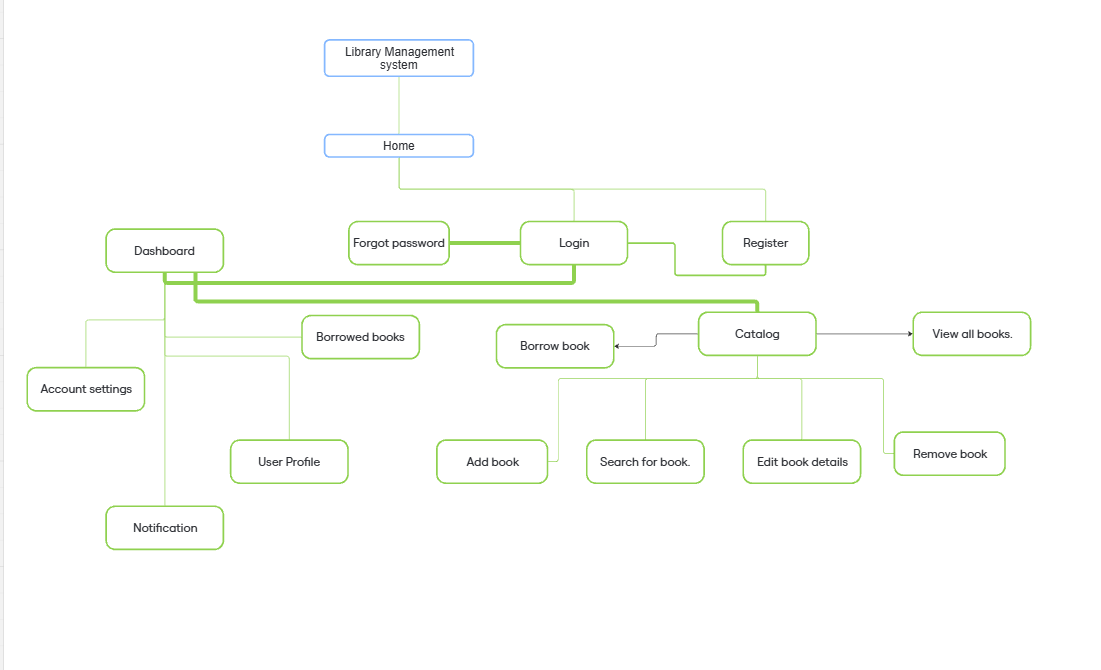 Library Management
system
Home
Dashboard
Forgot password
Login
Register
Borrowed books
Borrow book
Catalog
View all books.
Account settings
User Profile
Add book
Search for book.
Edit book details
Remove book
Notification